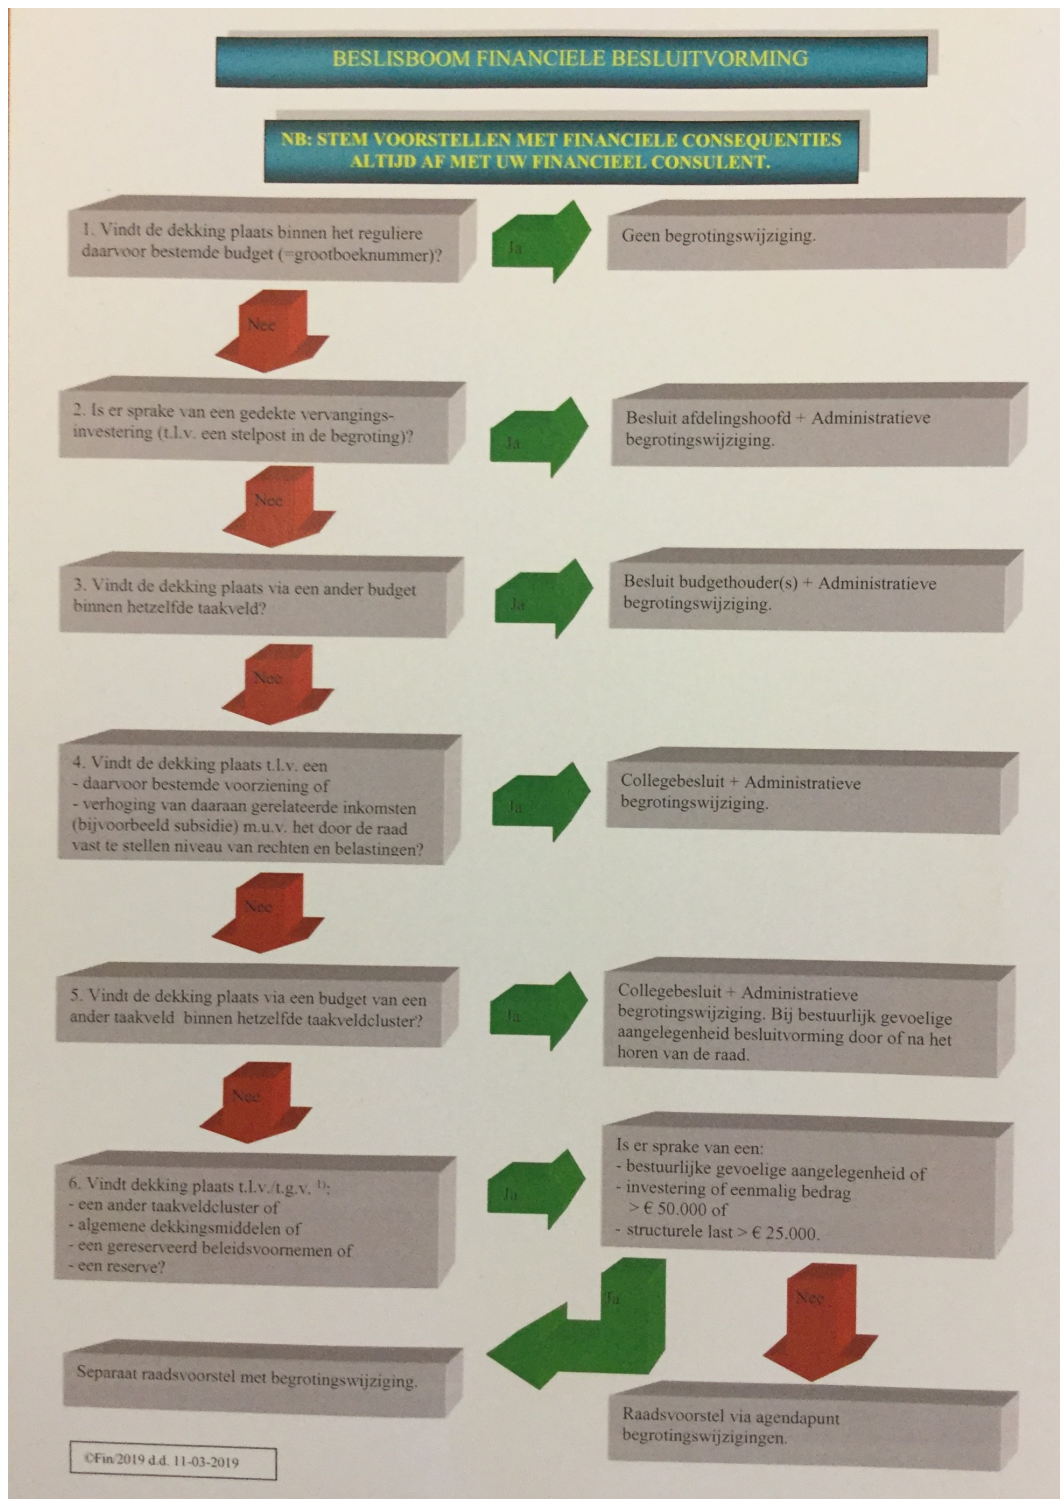 BESLISBOOM FINANCIELE BESLUITVORMING
NB: STEM VOORSTELLEN MET FINANCIELE CONSEQUENTIES
ALTIJD AF MET UW FINANCIEEL CONSULENT.
1. Vindt de dekking plaats binnen het reguliere
daarvoor bestemde budget (=grootboeknummer)?
Ja
Geen begrotingswijziging.
Nee
2. Is er sprake van een gedekte vervangings-
investering (t.l.v. een stelpost in de begroting)?
Ja
Besluit afdelingshoofd + Administratieve
begrotingswijziging.
Nee
3. Vindt de dekking plaats via een ander budget
binnen hetzelfde taakveld?
Ja
Besluit budgethouder(s) + Administratieve
begrotingswijziging.
Nee
4. Vindt de dekking plaats t.l.v. een
- daarvoor bestemde voorziening of
- verhoging van daaraan gerelateerde inkomsten
(bijvoorbeeld subsidie) m.u.v. het door de raad
vast te stellen niveau van rechten en belastingen?
Ja
Collegebesluit + Administratieve
begrotingswijziging.
Nee
5. Vindt de dekking plaats via een budget van een
ander taakveld binnen hetzelfde taakveldcluster?
Ja
Collegebesluit + Administratieve
begrotingswijziging. Bij bestuurlijk gevoelige
aangelegenheid besluitvorming door of na het
horen van de raad.
Nee
6. Vindt dekking plaats t.l.v./t.g.v. 1):
- een ander taakveldcluster of
- algemene dekkingsmiddelen of
- een gereserveerd beleidsvoornemen of
- een reserve?
Ja
Is er sprake van een:
- bestuurlijke gevoelige aangelegenheid of
- investering of eenmalig bedrag
> € 50.000 of
- structurele last > € 25.000.
Ja
Nee
Separaat raadsvoorstel met begrotingswijziging.
Raadsvoorstel via agendapunt
begrotingswijzigingen.
©Fin/2019 d.d. 11-03-2019